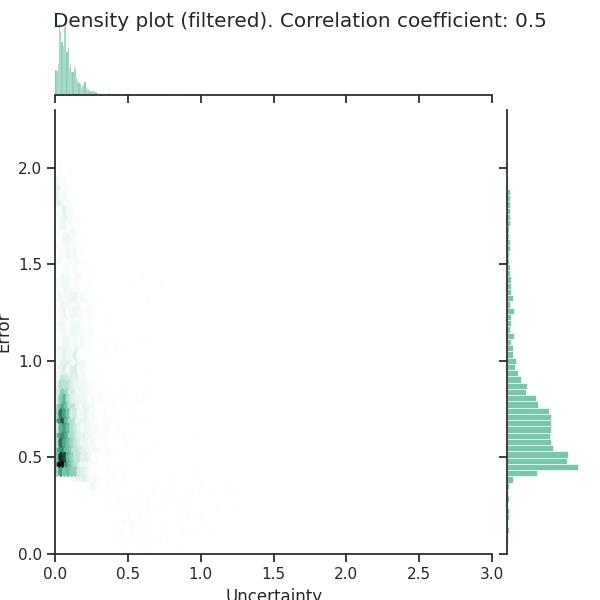 Density plot (filtered). Correlation coefficient: 0.5
2.0
1.5
1.0
0.5
0.0
Error
0.0 0.5 1.0 1.5 2.0 2.5 3.0
Uncertainty